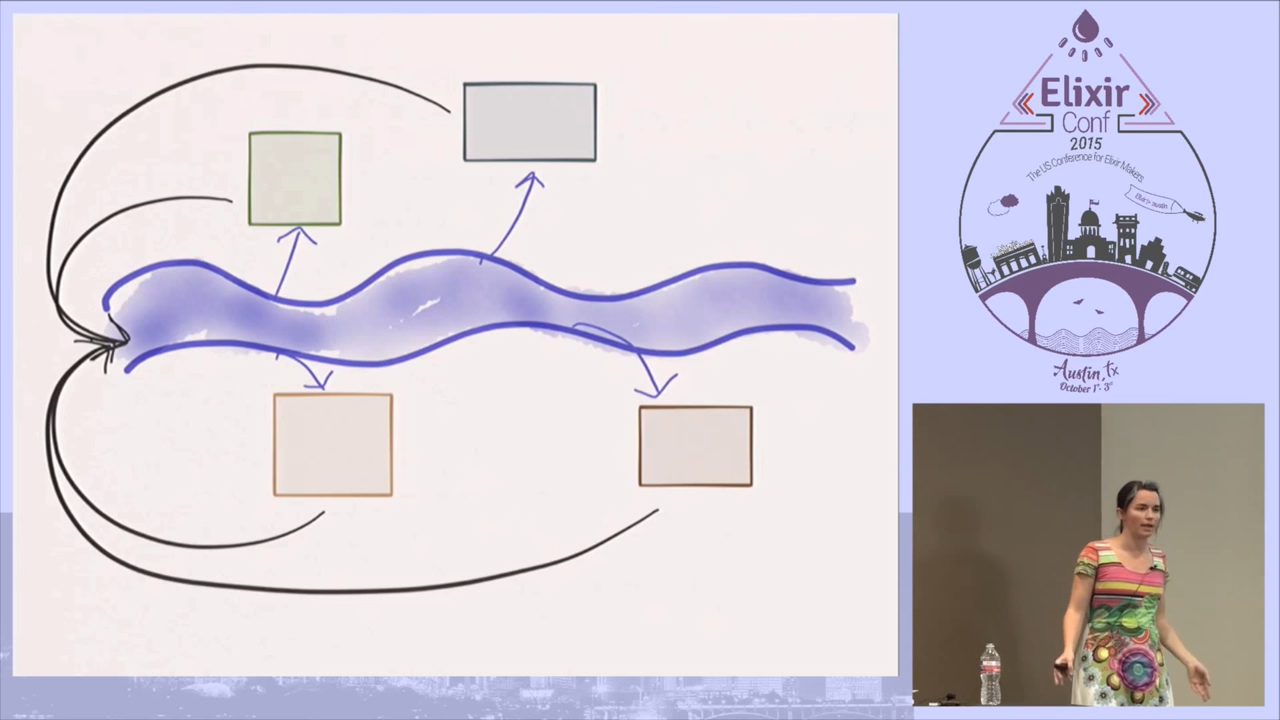 Elixir
Conf
2015
The US Conference for Elixir Makers
Austin, Tx
October 1st - 3rd